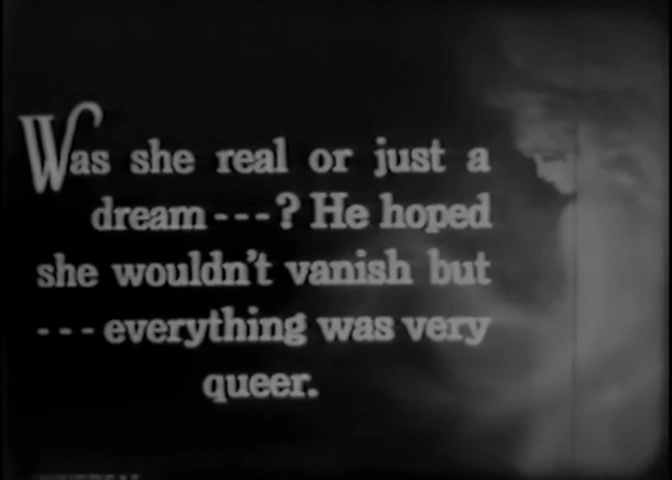 Was she real or just a
dream ---? He hoped
she wouldn't vanish but
--- everything was very
queer.